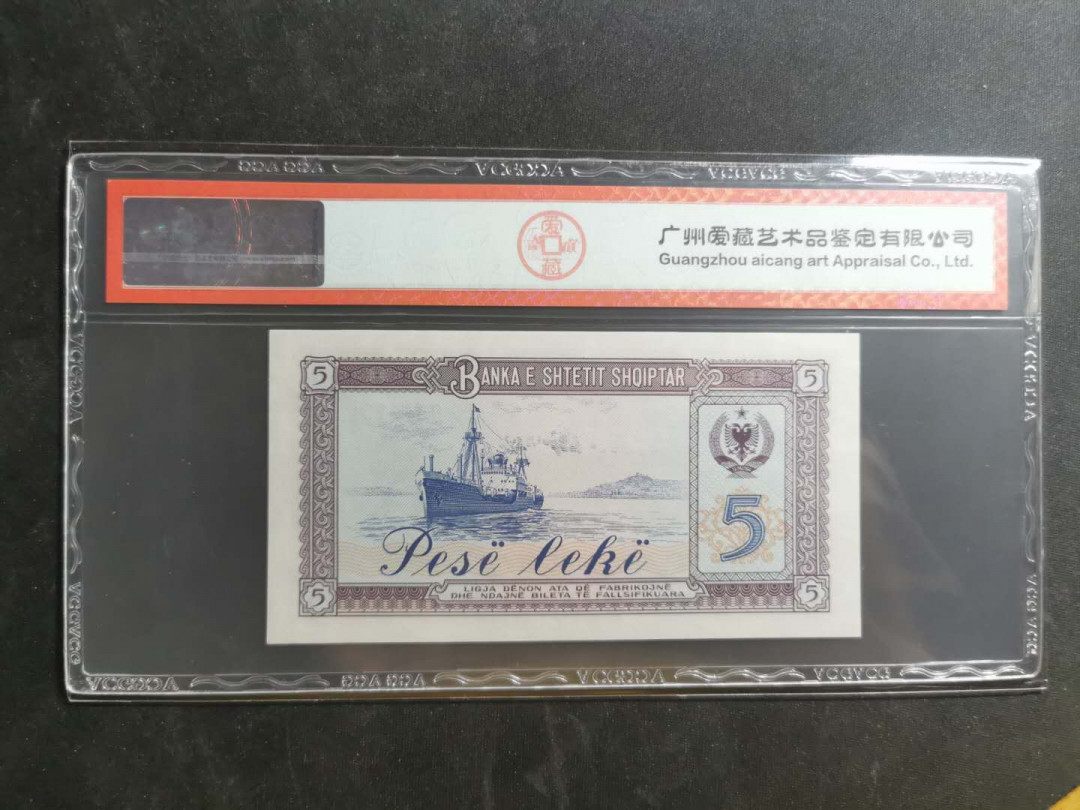 广州爱藏艺术品鉴定有限公司
Guangzhou aicang art Appraisal Co., Ltd.
5 BANKA E SHTETIT SHQIPTAR 5
5
Pesë lekë
5 LIGJA DËNON ATA QË FABRIKOJNË 5
DHE NDAJNË BILETA TË FALLSIFIKUARA